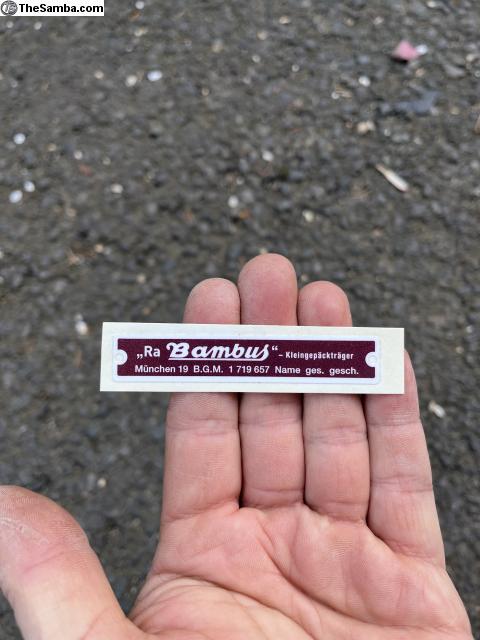 TheSamba.com
„Ra Bambus“ – Kleingepäckträger
München 19 B.G.M. 1 719 657 Name ges. gesch.